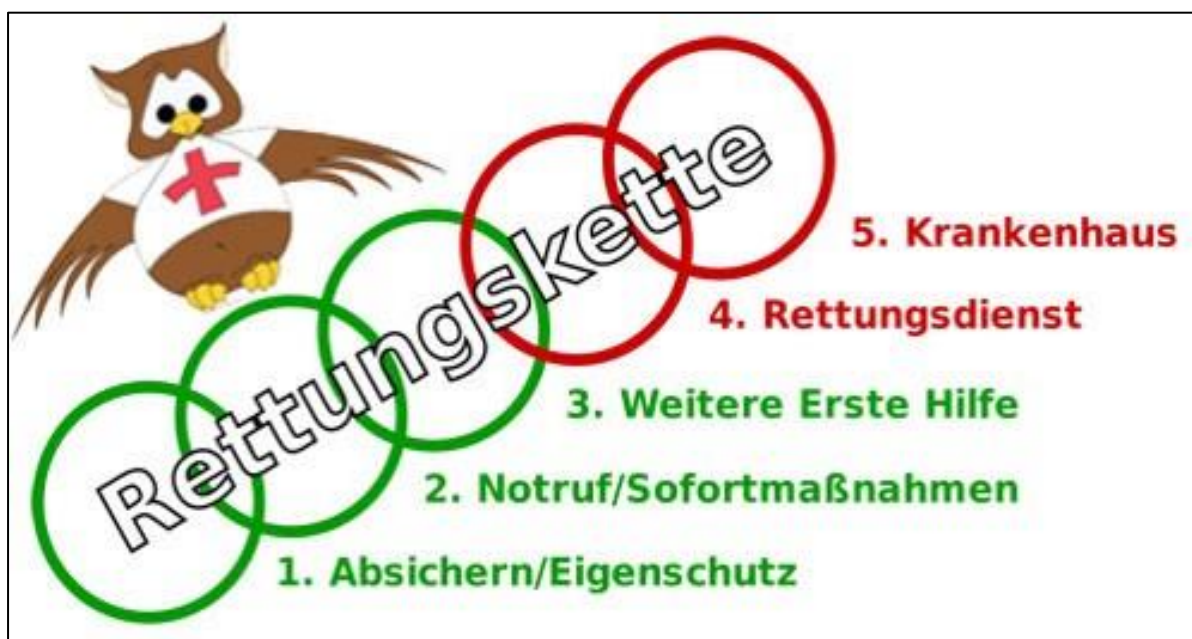 Rettungskette
5. Krankenhaus
4. Rettungsdienst
3. Weitere Erste Hilfe
2. Notruf/Sofortmaßnahmen
1. Absichern/Eigenschutz